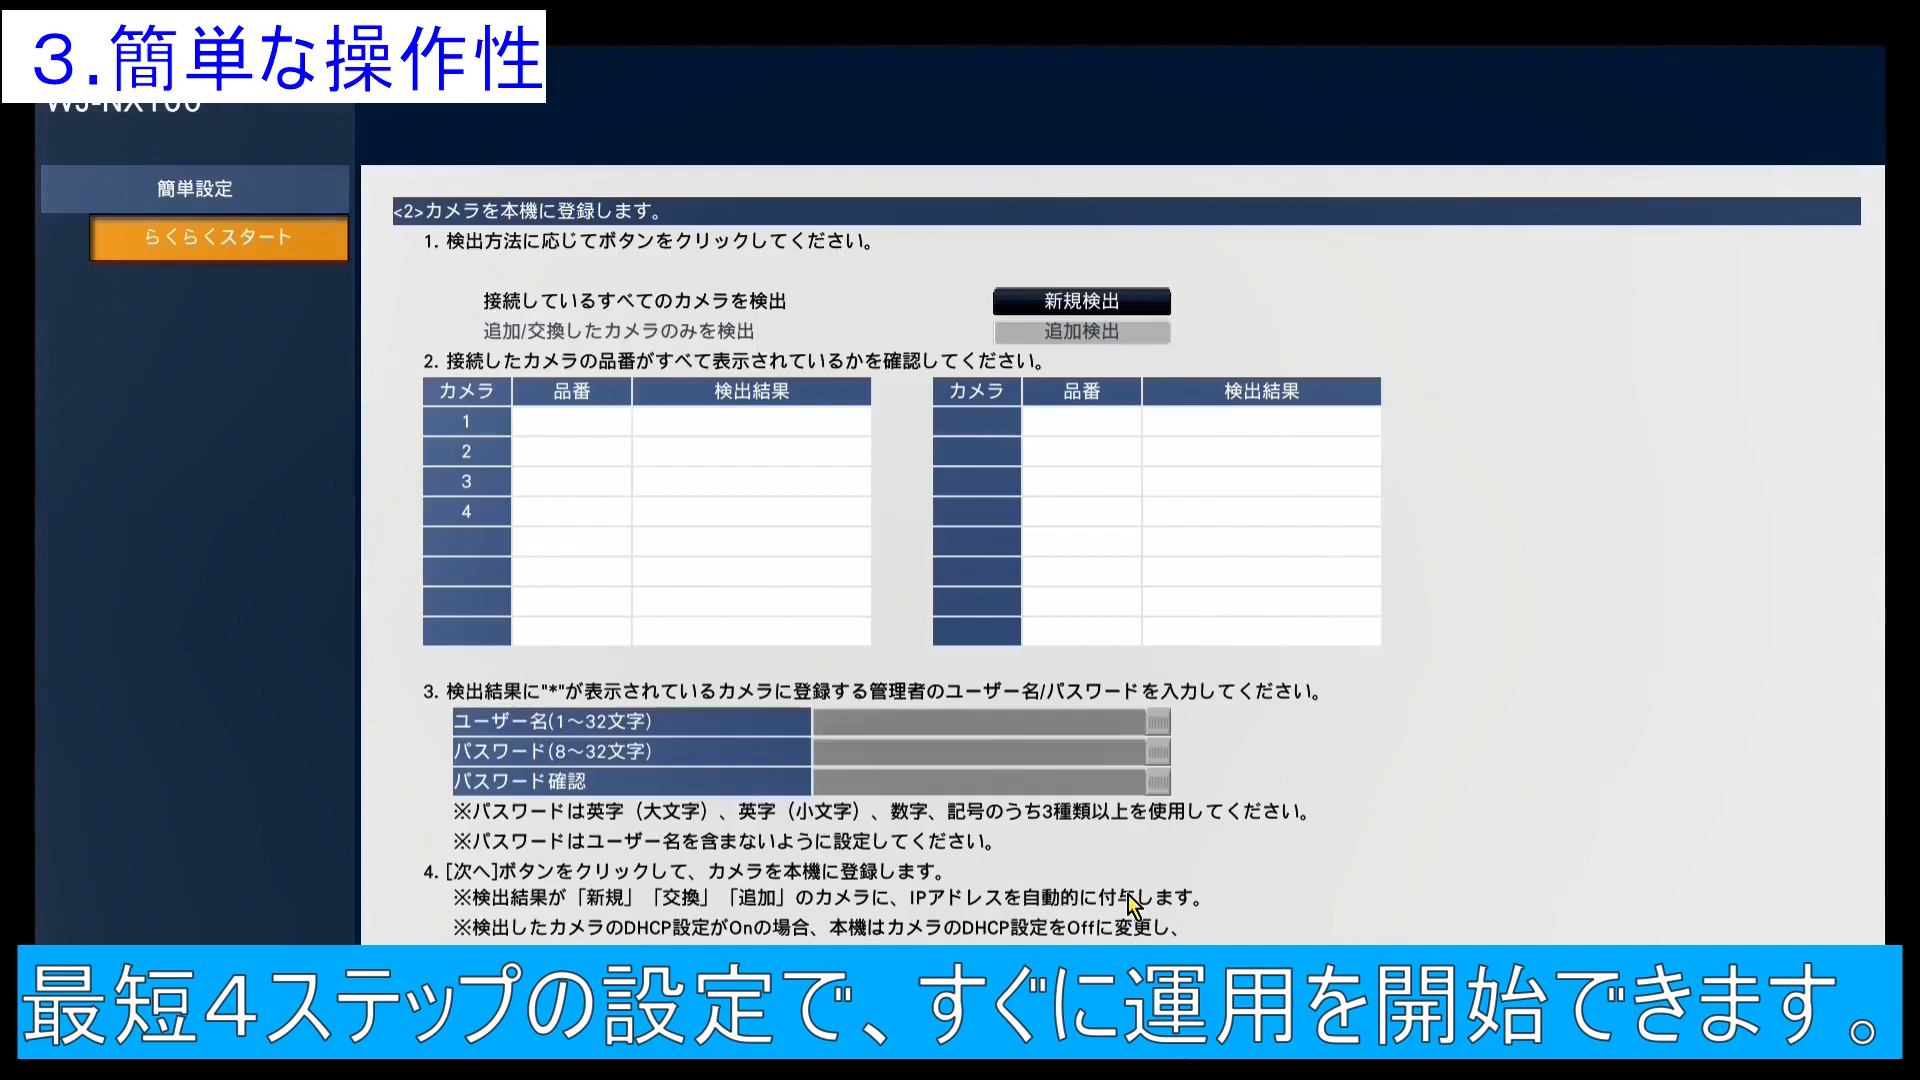 ３.簡単な操作性
WJ-NX100
簡単設定
らくらくスタート
<2>カメラを本機に登録します。
1. 検出方法に応じてボタンをクリックしてください。
接続しているすべてのカメラを検出 新規検出
追加/交換したカメラのみを検出 追加検出
2. 接続したカメラの品番がすべて表示されているかを確認してください。
カメラ 品番 検出結果 カメラ 品番 検出結果
1
2
3
4
3. 検出結果に"*"が表示されているカメラに登録する管理者のユーザー名/パスワードを入力してください。
ユーザー名(1～32文字)
パスワード(8～32文字)
パスワード確認
※パスワードは英字（大文字）、英字（小文字）、数字、記号のうち3種類以上を使用してください。
※パスワードはユーザー名を含まないように設定してください。
4. [次へ]ボタンをクリックして、カメラを本機に登録します。
※検出結果が「新規」「交換」「追加」のカメラに、IPアドレスを自動的に付与します。
※検出したカメラのDHCP設定がOnの場合、本機はカメラのDHCP設定をOffに変更し、
最短４ステップの設定で、すぐに運用を開始できます。